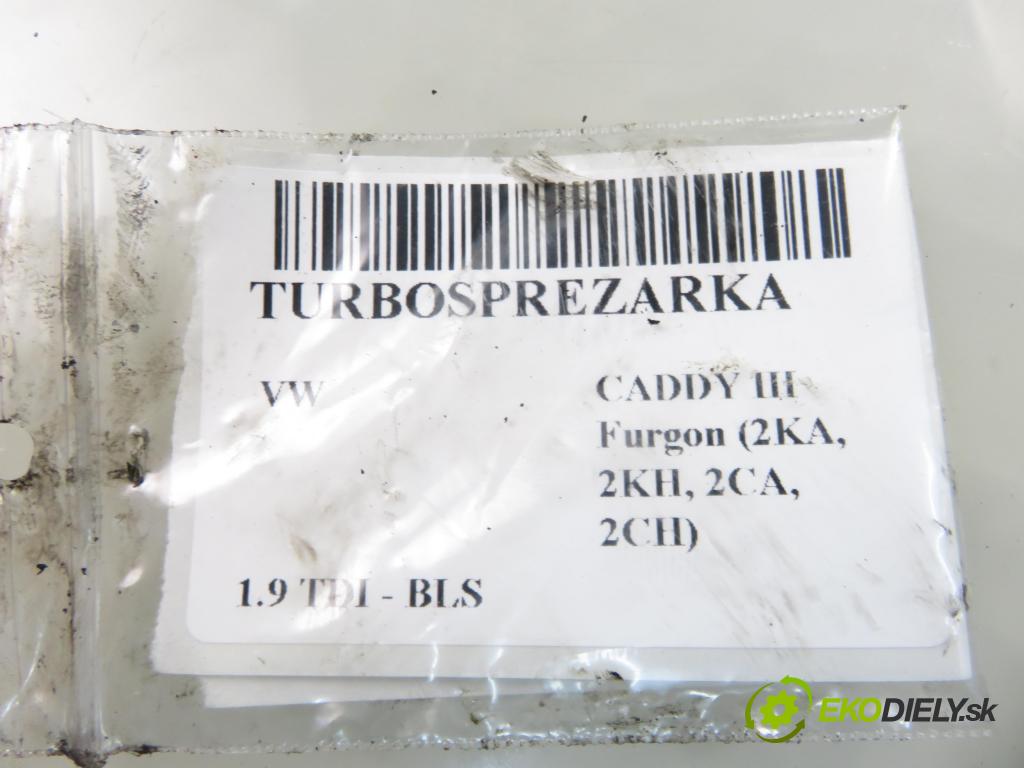 TURBOSPREZARKA
VW
CADDY III
Furgon (2KA,
2KH, 2CA,
2CH)
1.9 TDI - BLS
EKODIELY.sk